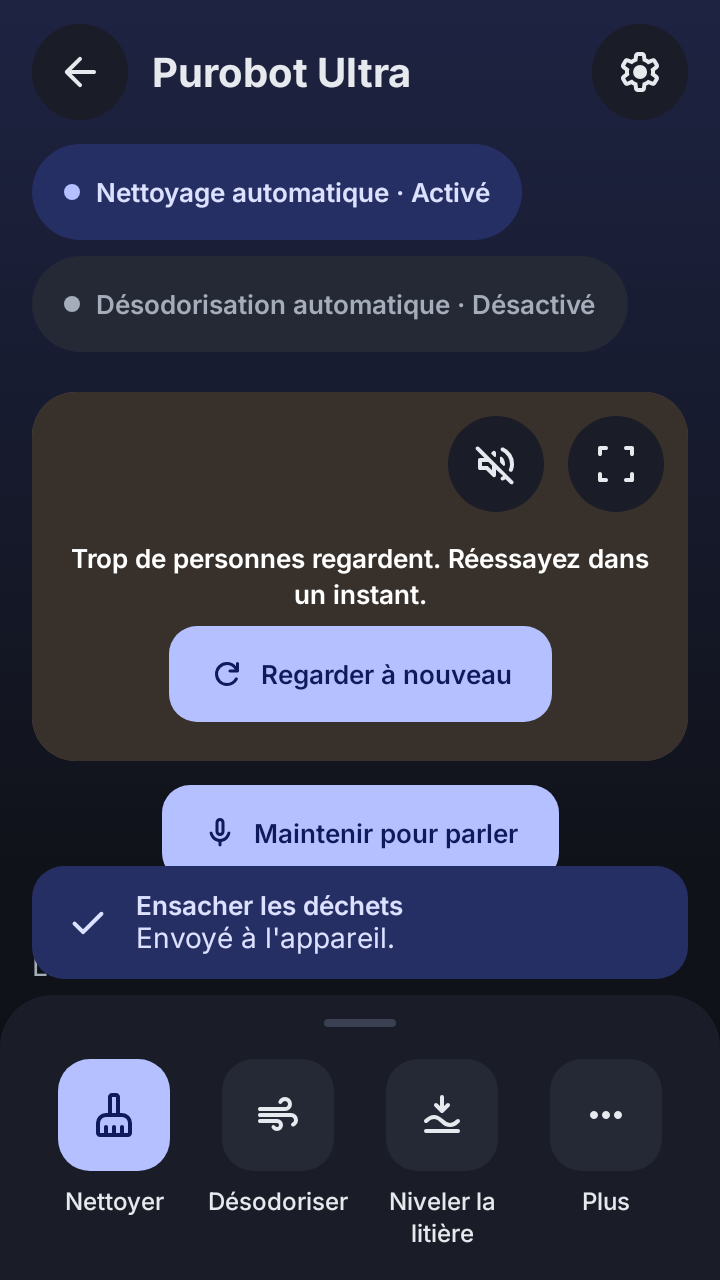 Purobot Ultra
Nettoyage automatique · Activé
Désodorisation automatique · Désactivé
Trop de personnes regardent. Réessayez dans
un instant.
Regarder à nouveau
Maintenir pour parler
Ensacher les déchets
Envoyé à l'appareil.
Nettoyer
Désodoriser
Niveler la
litière
Plus